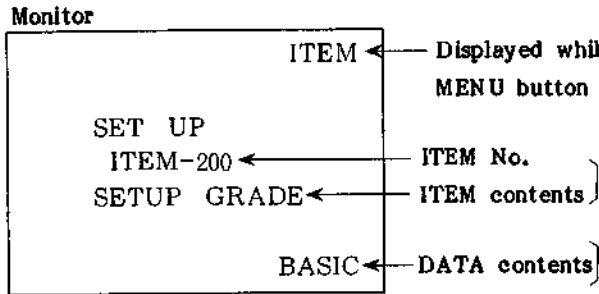 Monitor
ITEM Displayed whil
MENU button
SET UP
ITEM-200 ITEM No.
SETUP GRADE ITEM contents
BASIC DATA contents